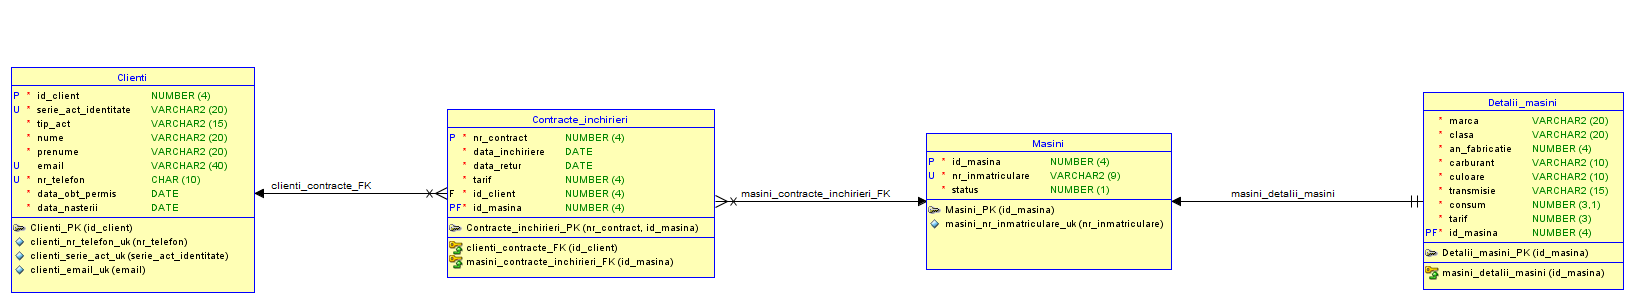 Clienti
P * id_client NUMBER (4)
U * serie_act_identitate VARCHAR2 (20)
* tip_act VARCHAR2 (15)
* nume VARCHAR2 (20)
* prenume VARCHAR2 (20)
U email VARCHAR2 (40)
U * nr_telefon CHAR (10)
* data_obt_permis DATE
* data_nasterii DATE
Clienti_PK (id_client)
clienti_nr_telefon_uk (nr_telefon)
clienti_serie_act_uk (serie_act_identitate)
clienti_email_uk (email)
clienti_contracte_FK
Contracte_inchirieri
P * nr_contract NUMBER (4)
* data_inchiriere DATE
* data_retur DATE
* tarif NUMBER (4)
F * id_client NUMBER (4)
PF* id_masina NUMBER (4)
Contracte_inchirieri_PK (nr_contract, id_masina)
clienti_contracte_FK (id_client)
masini_contracte_inchirieri_FK (id_masina)
masini_contracte_inchirieri_FK
Masini
P * id_masina NUMBER (4)
U * nr_inmatriculare VARCHAR2 (9)
* status NUMBER (1)
Masini_PK (id_masina)
masini_nr_inmatriculare_uk (nr_inmatriculare)
masini_detalii_masini
Detalii_masini
* marca VARCHAR2 (20)
* clasa VARCHAR2 (20)
* an_fabricatie NUMBER (4)
* carburant VARCHAR2 (10)
* culoare VARCHAR2 (10)
* transmisie VARCHAR2 (15)
* consum NUMBER (3,1)
* tarif NUMBER (3)
PF* id_masina NUMBER (4)
Detalii_masini_PK (id_masina)
masini_detalii_masini (id_masina)